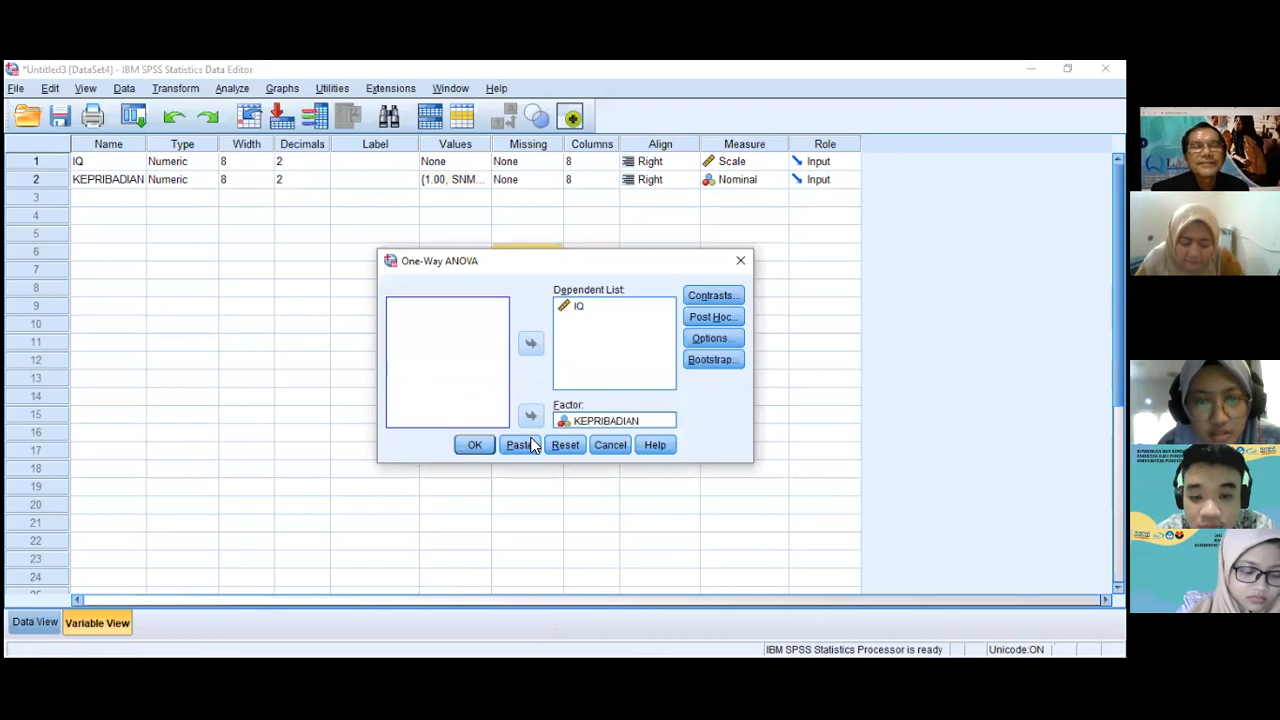 *Untitled3 [DataSet4] - IBM SPSS Statistics Data Editor
File Edit View Data Transform Analyze Graphs Utilities Extensions Window Help
Name Type Width Decimals Label Values Missing Columns Align Measure Role
1 IQ Numeric 8 2 None None 8 Right Scale Input
2 KEPRIBADIAN Numeric 8 2 {1.00, SNM... None 8 Right Nominal Input
3
4
5
6
7
8
9
10
11
12
13
14
15
16
17
18
19
20
21
22
23
24
One-Way ANOVA
Dependent List:
IQ
Contrasts...
Post Hoc...
Options...
Bootstrap...
Factor:
KEPRIBADIAN
OK Paste Reset Cancel Help
Data View Variable View
IBM SPSS Statistics Processor is ready Unicode:ON